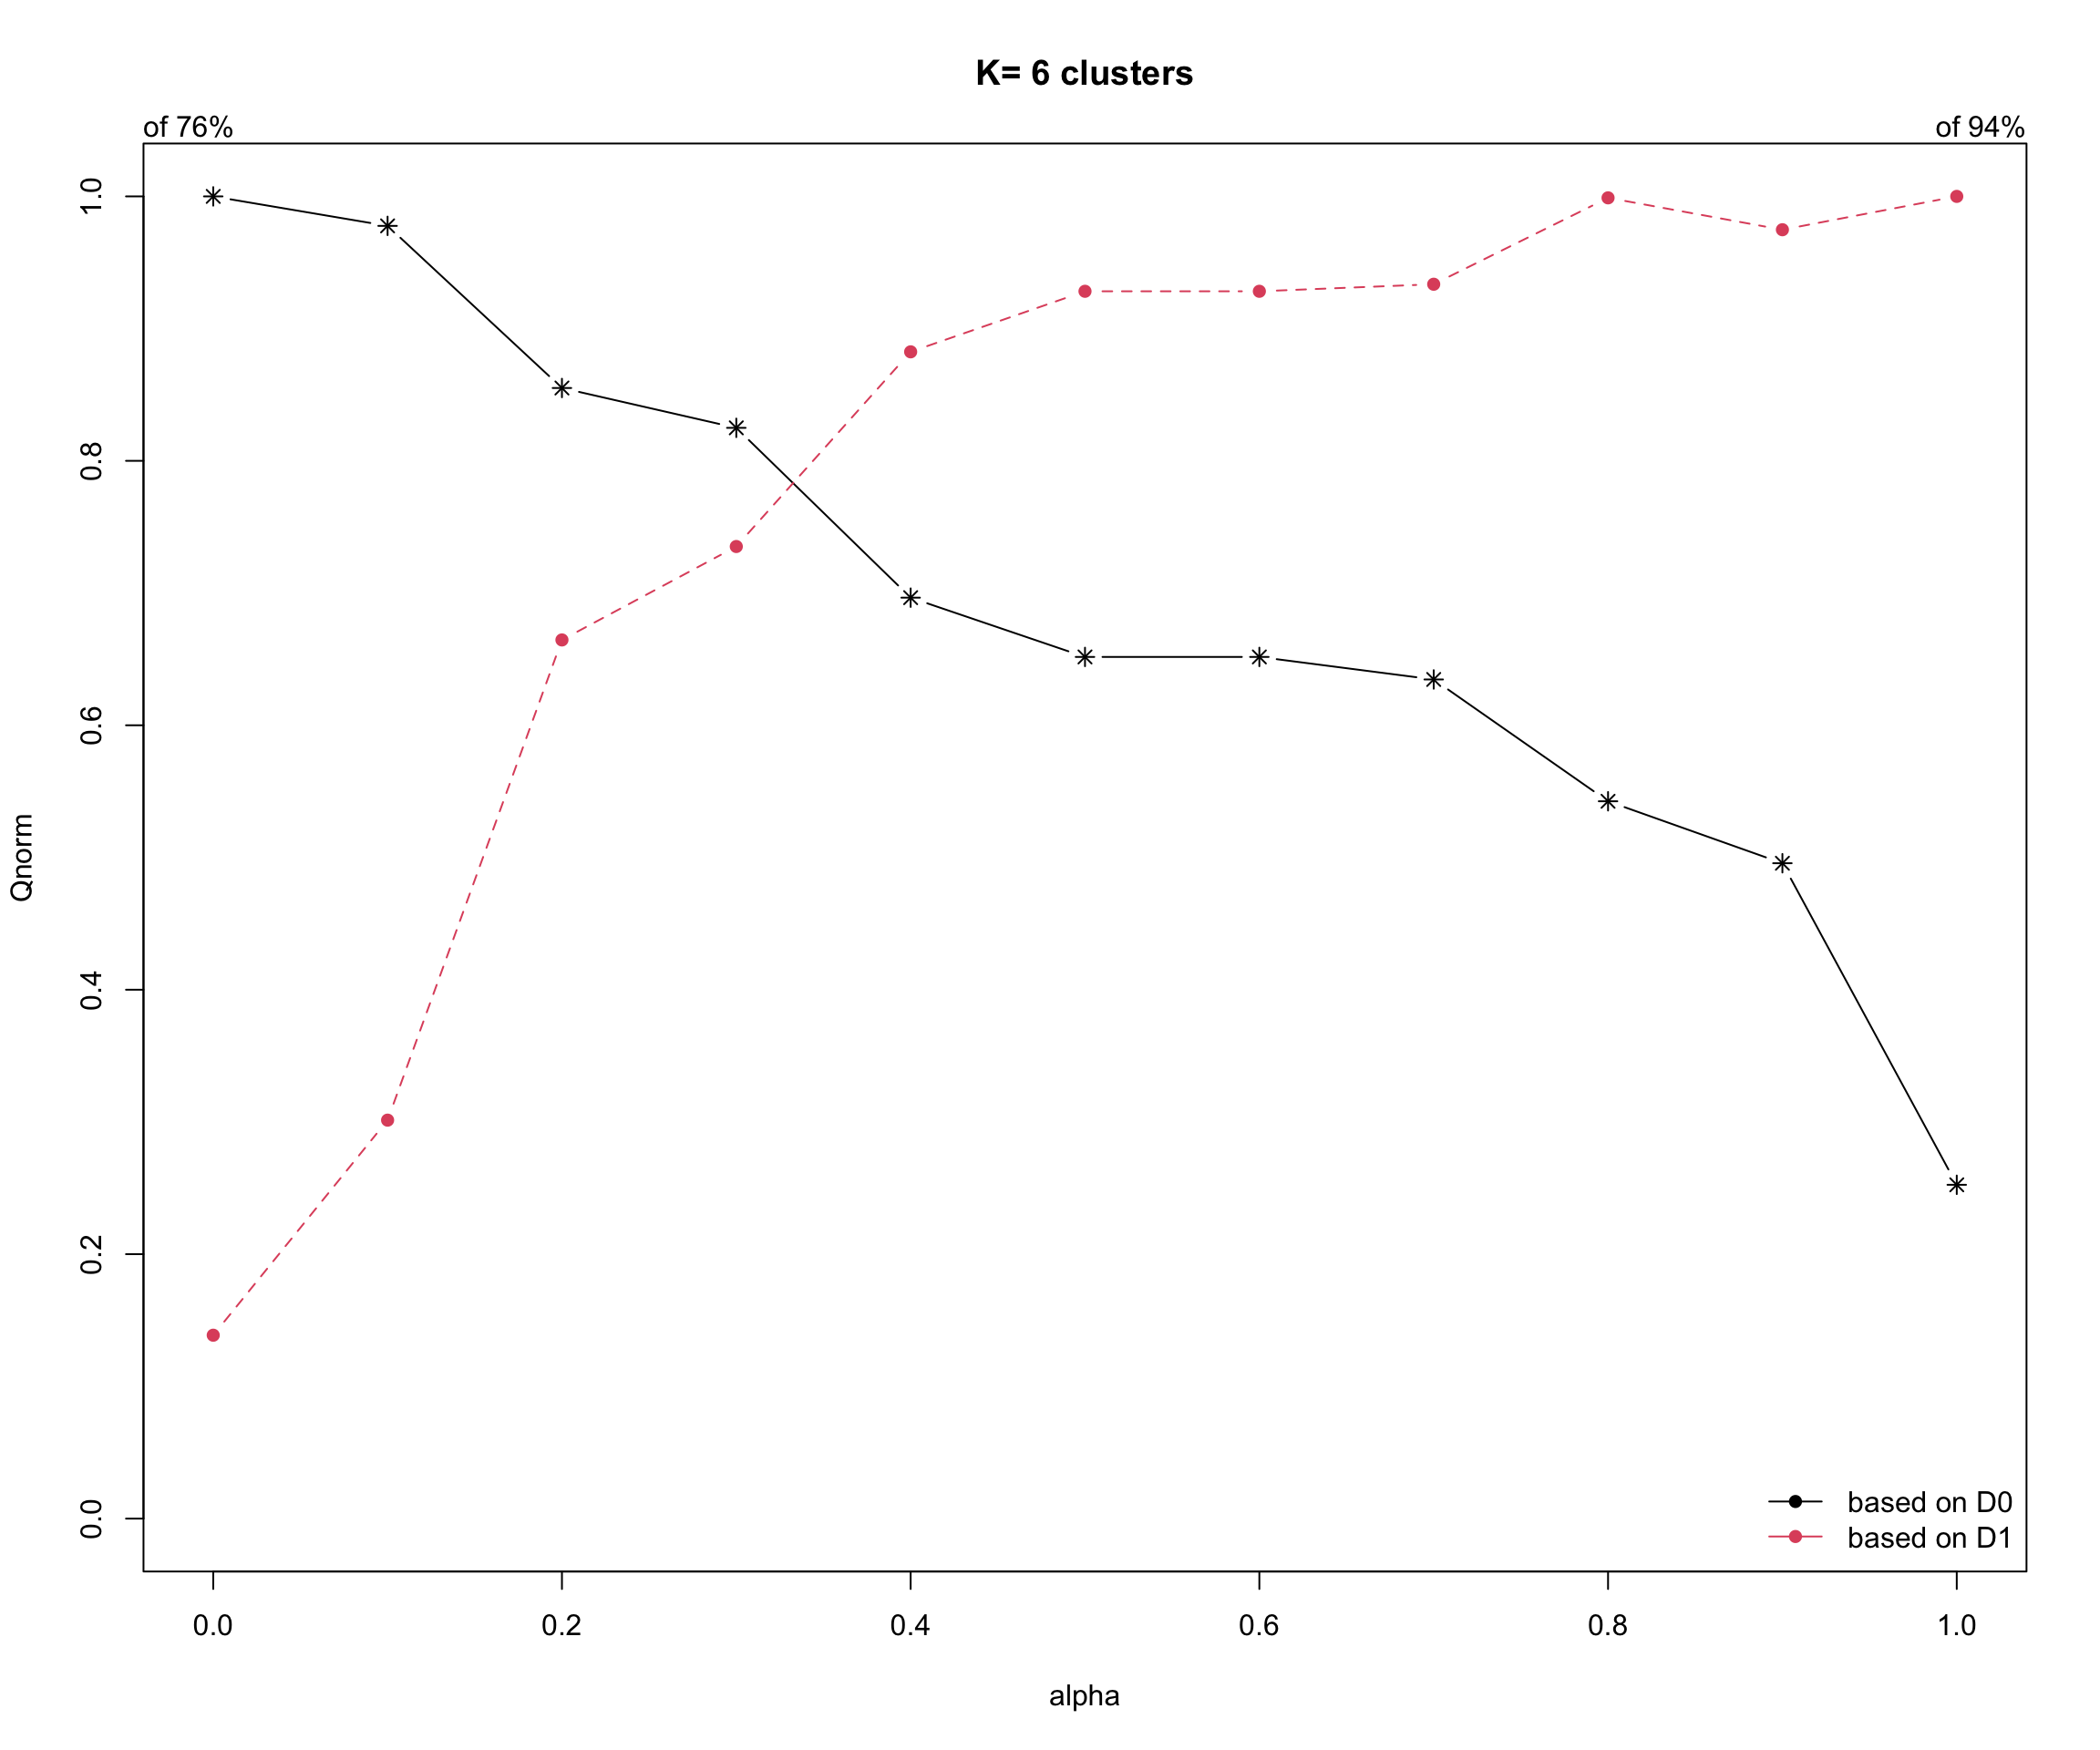 K= 6 clusters
of 76%
of 94%
1.0
0.8
0.6
0.4
0.2
0.0
Qnorm
based on D0
based on D1
0.0 0.2 0.4 0.6 0.8 1.0
alpha